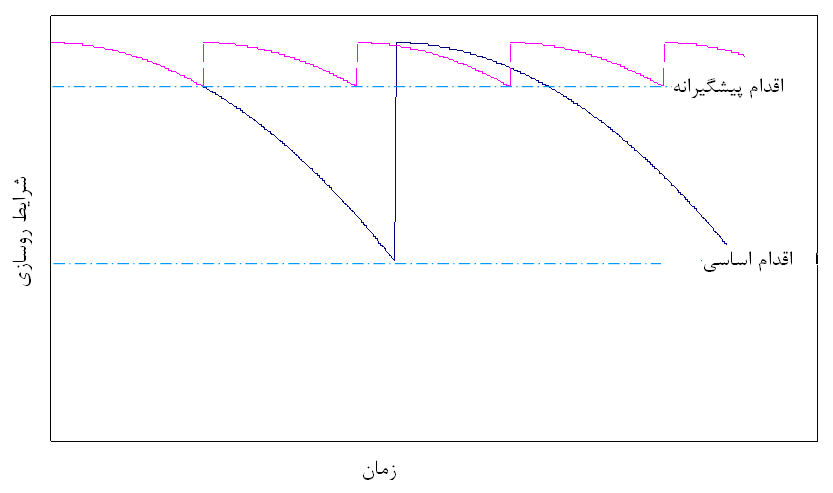 اقدام پیشگیرانه
شرایط روسازی
اقدام اساسی
زمان